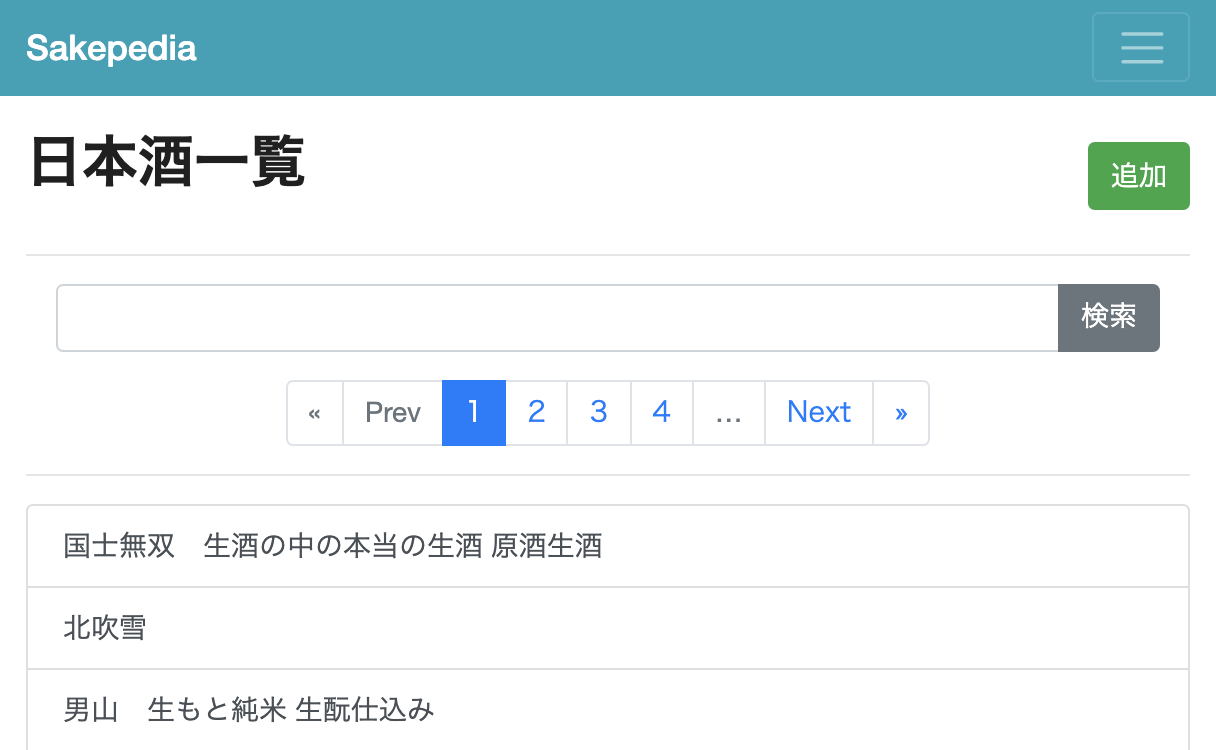 Sakepedia
日本酒一覧
追加
検索
« Prev 1 2 3 4 … Next »
国士無双　生酒の中の本当の生酒 原酒生酒
北吹雪
男山　生もと純米 生酛仕込み